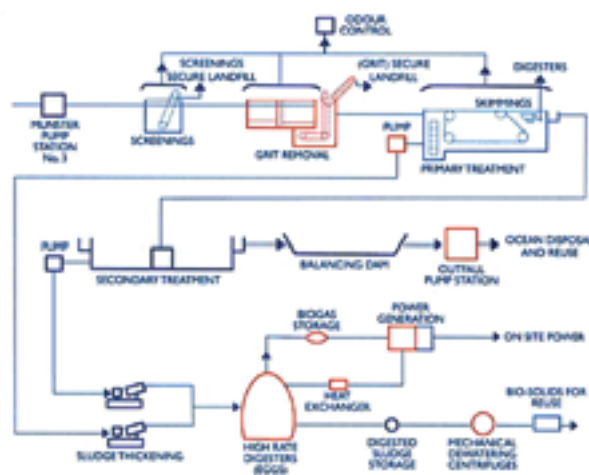 ODOUR
CONTROL
SCREENINGS
SECURE LANDFILL
(GRIT) SECURE
LANDFILL
DIGESTERS
SKIMMINGS
MUNSTER
PUMP
STATION
No. 3
SCREENINGS
GRIT REMOVAL
PUMP
PRIMARY TREATMENT
PUMP
SECONDARY TREATMENT
BALANCING DAM
OUTFALL
PUMP STATION
OCEAN DISPOSAL
AND REUSE
BIOGAS
STORAGE
POWER
GENERATION
ON SITE POWER
HEAT
EXCHANGER
BIO-SOLIDS FOR
REUSE
SLUDGE THICKENING
HIGH RATE
DIGESTERS
(EGGS)
DIGESTED
SLUDGE
STORAGE
MECHANICAL
DEWATERING
CENTRIFUGES